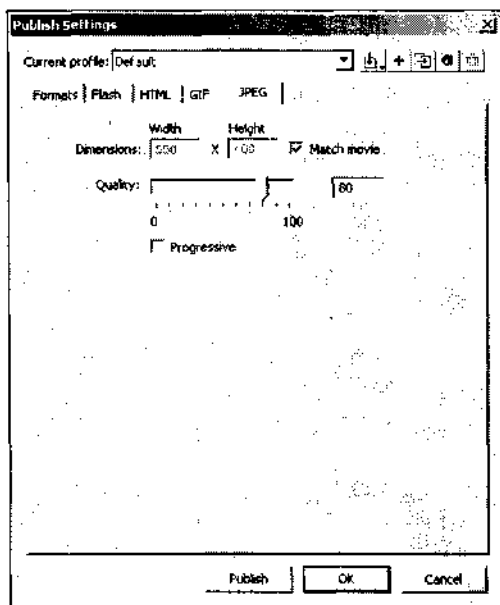 Publish Settings
Current profile: Default
Formats Flash HTML GIF JPEG
Width Height
Dimensions: 550 X 400 Match movie
Quality: 80
0 100
Progressive
Publish OK Cancel